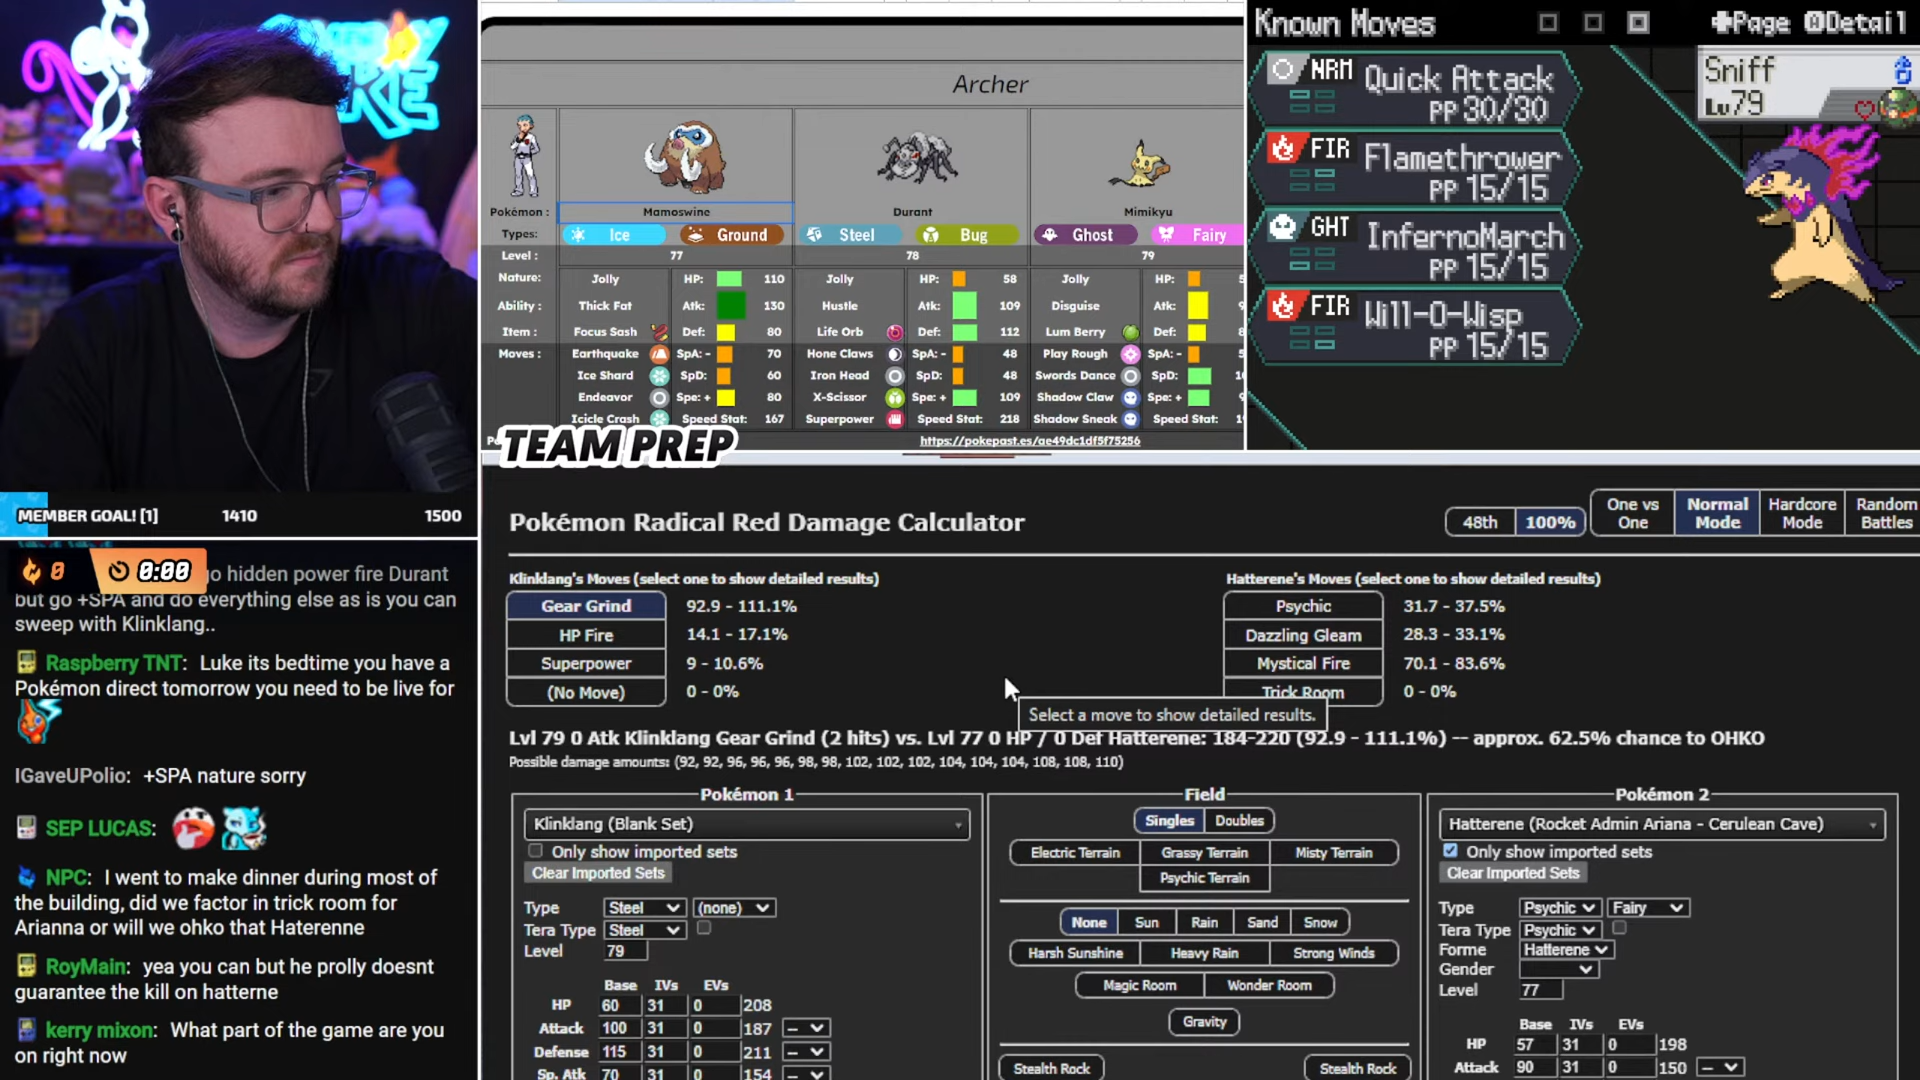 Archer
Pokémon :
Mamoswine
Durant
Mimikyu
Types:
Ice
Ground
Steel
Bug
Ghost
Fairy
Level :
77
78
79
Nature:
Jolly
HP:
110
Jolly
HP:
58
Jolly
HP:
Ability :
Thick Fat
Atk:
130
Hustle
Atk:
109
Disguise
Atk:
Item :
Focus Sash
Def:
80
Life Orb
Def:
112
Lum Berry
Def:
Moves :
Earthquake
SpA: -
70
Hone Claws
SpA: -
48
Play Rough
SpA: -
Ice Shard
SpD:
60
Iron Head
SpD:
48
Swords Dance
SpD:
Endeavor
Spe: +
80
X-Scissor
Spe: +
109
Shadow Claw
Spe: +
Icicle Crash
Speed Stat:
167
Superpower
Speed Stat:
218
Shadow Sneak
Speed Stat:
https://pokepast.es/ae49dc1df5f75256
TEAM PREP
Known Moves
Page
Detail
NRM Quick Attack
PP 30/30
FIR Flamethrower
PP 15/15
GHT InfernoMarch
PP 15/15
FIR Will-O-Wisp
PP 15/15
Sniff
Lv79
MEMBER GOAL! [1]
1410
1500
0
0:00
go hidden power fire Durant
but go +SPA and do everything else as is you can
sweep with Klinklang..
Raspberry TNT: Luke its bedtime you have a
Pokémon direct tomorrow you need to be live for
IGaveUPolio: +SPA nature sorry
SEP LUCAS:
NPC: I went to make dinner during most of
the building, did we factor in trick room for
Arianna or will we ohko that Haterenne
RoyMain: yea you can but he prolly doesnt
guarantee the kill on hatterne
kerry mixon: What part of the game are you
on right now
Pokémon Radical Red Damage Calculator
48th
100%
One vs One
Normal Mode
Hardcore Mode
Random Battles
Klinklang's Moves (select one to show detailed results)
Gear Grind
92.9 - 111.1%
HP Fire
14.1 - 17.1%
Superpower
9 - 10.6%
(No Move)
0 - 0%
Hatterene's Moves (select one to show detailed results)
Psychic
31.7 - 37.5%
Dazzling Gleam
28.3 - 33.1%
Mystical Fire
70.1 - 83.6%
Trick Room
0 - 0%
Select a move to show detailed results.
Lvl 79 0 Atk Klinklang Gear Grind (2 hits) vs. Lvl 77 0 HP / 0 Def Hatterene: 184-220 (92.9 - 111.1%) -- approx. 62.5% chance to OHKO
Possible damage amounts: (92, 92, 96, 96, 96, 98, 98, 102, 102, 102, 104, 104, 104, 108, 108, 110)
Pokémon 1
Klinklang (Blank Set)
Only show imported sets
Clear Imported Sets
Type
Steel
(none)
Tera Type
Steel
Level
79
Base
IVs
EVs
HP
60
31
0
208
Attack
100
31
0
187
--
Defense
115
31
0
211
--
Sp. Atk
70
31
0
154
--
Field
Singles
Doubles
Electric Terrain
Grassy Terrain
Misty Terrain
Psychic Terrain
None
Sun
Rain
Sand
Snow
Harsh Sunshine
Heavy Rain
Strong Winds
Magic Room
Wonder Room
Gravity
Stealth Rock
Stealth Rock
Pokémon 2
Hatterene (Rocket Admin Ariana - Cerulean Cave)
Only show imported sets
Clear Imported Sets
Type
Psychic
Fairy
Tera Type
Psychic
Forme
Hatterene
Gender
Level
77
Base
IVs
EVs
HP
57
31
0
198
Attack
90
31
0
150
--